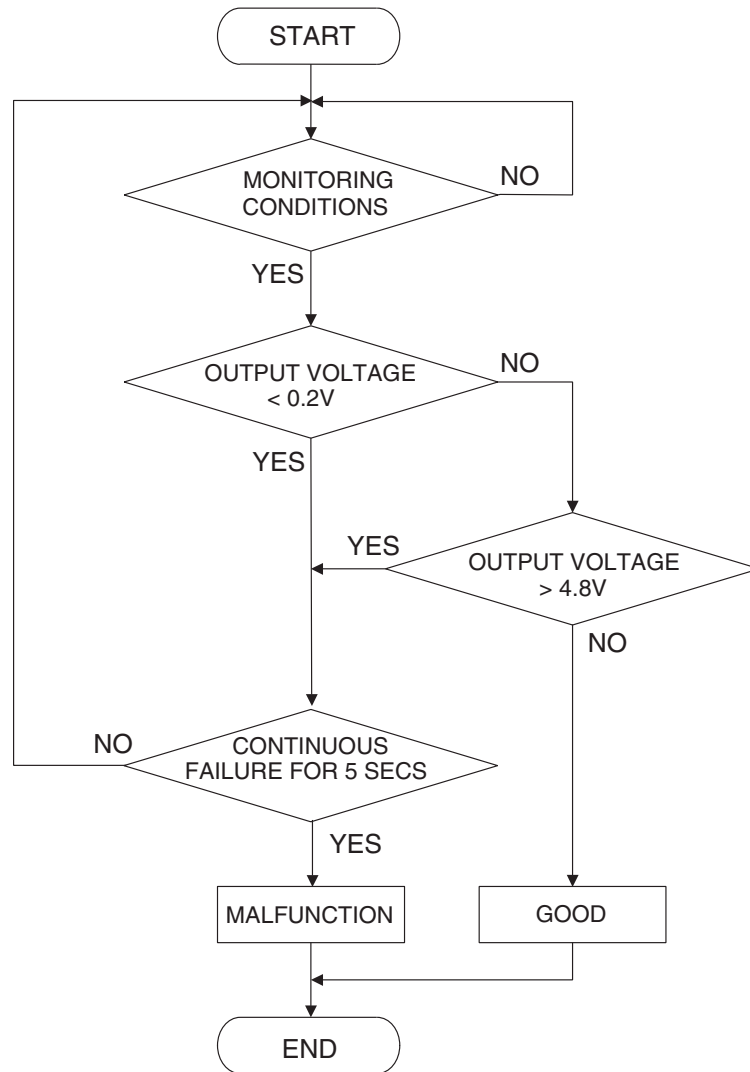 START
MONITORING
CONDITIONS
NO
YES
OUTPUT VOLTAGE
< 0.2V
NO
YES
YES
OUTPUT VOLTAGE
> 4.8V
NO
NO
CONTINUOUS
FAILURE FOR 5 SECS
YES
MALFUNCTION
GOOD
END